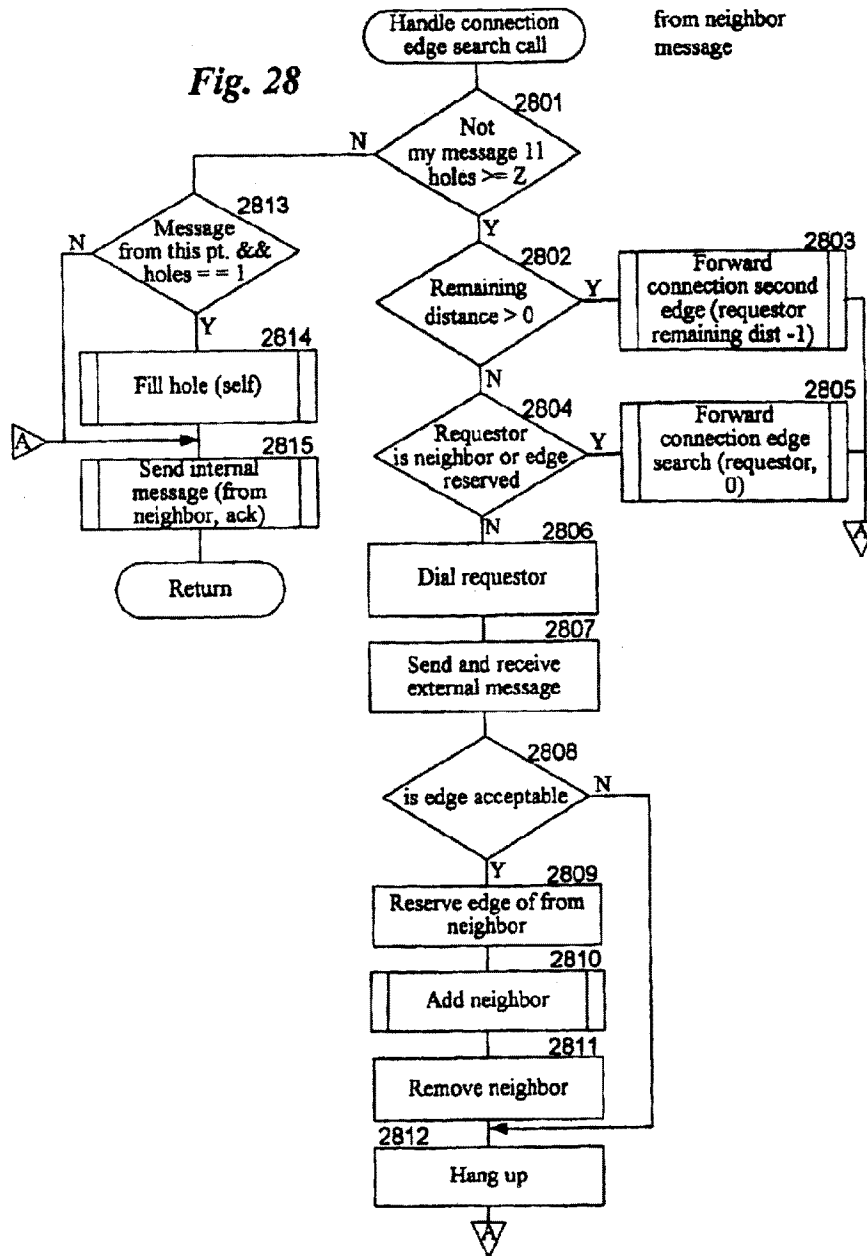 Handle connection
edge search call
from neighbor
message
Fig. 28
2801
Not
my message 11
holes >= Z
N
Y
2813
Message
from this pt. &&
holes = = 1
N
Y
2802
Remaining
distance > 0
Y
N
2803
Forward
connection second
edge (requestor
remaining dist -1)
2814
Fill hole (self)
2804
Requestor
is neighbor or edge
reserved
Y
N
2805
Forward
connection edge
search (requestor,
0)
A
A
2815
Send internal
message (from
neighbor, ack)
Return
2806
Dial requestor
2807
Send and receive
external message
2808
is edge acceptable
N
Y
2809
Reserve edge of from
neighbor
2810
Add neighbor
2811
Remove neighbor
2812
Hang up
A